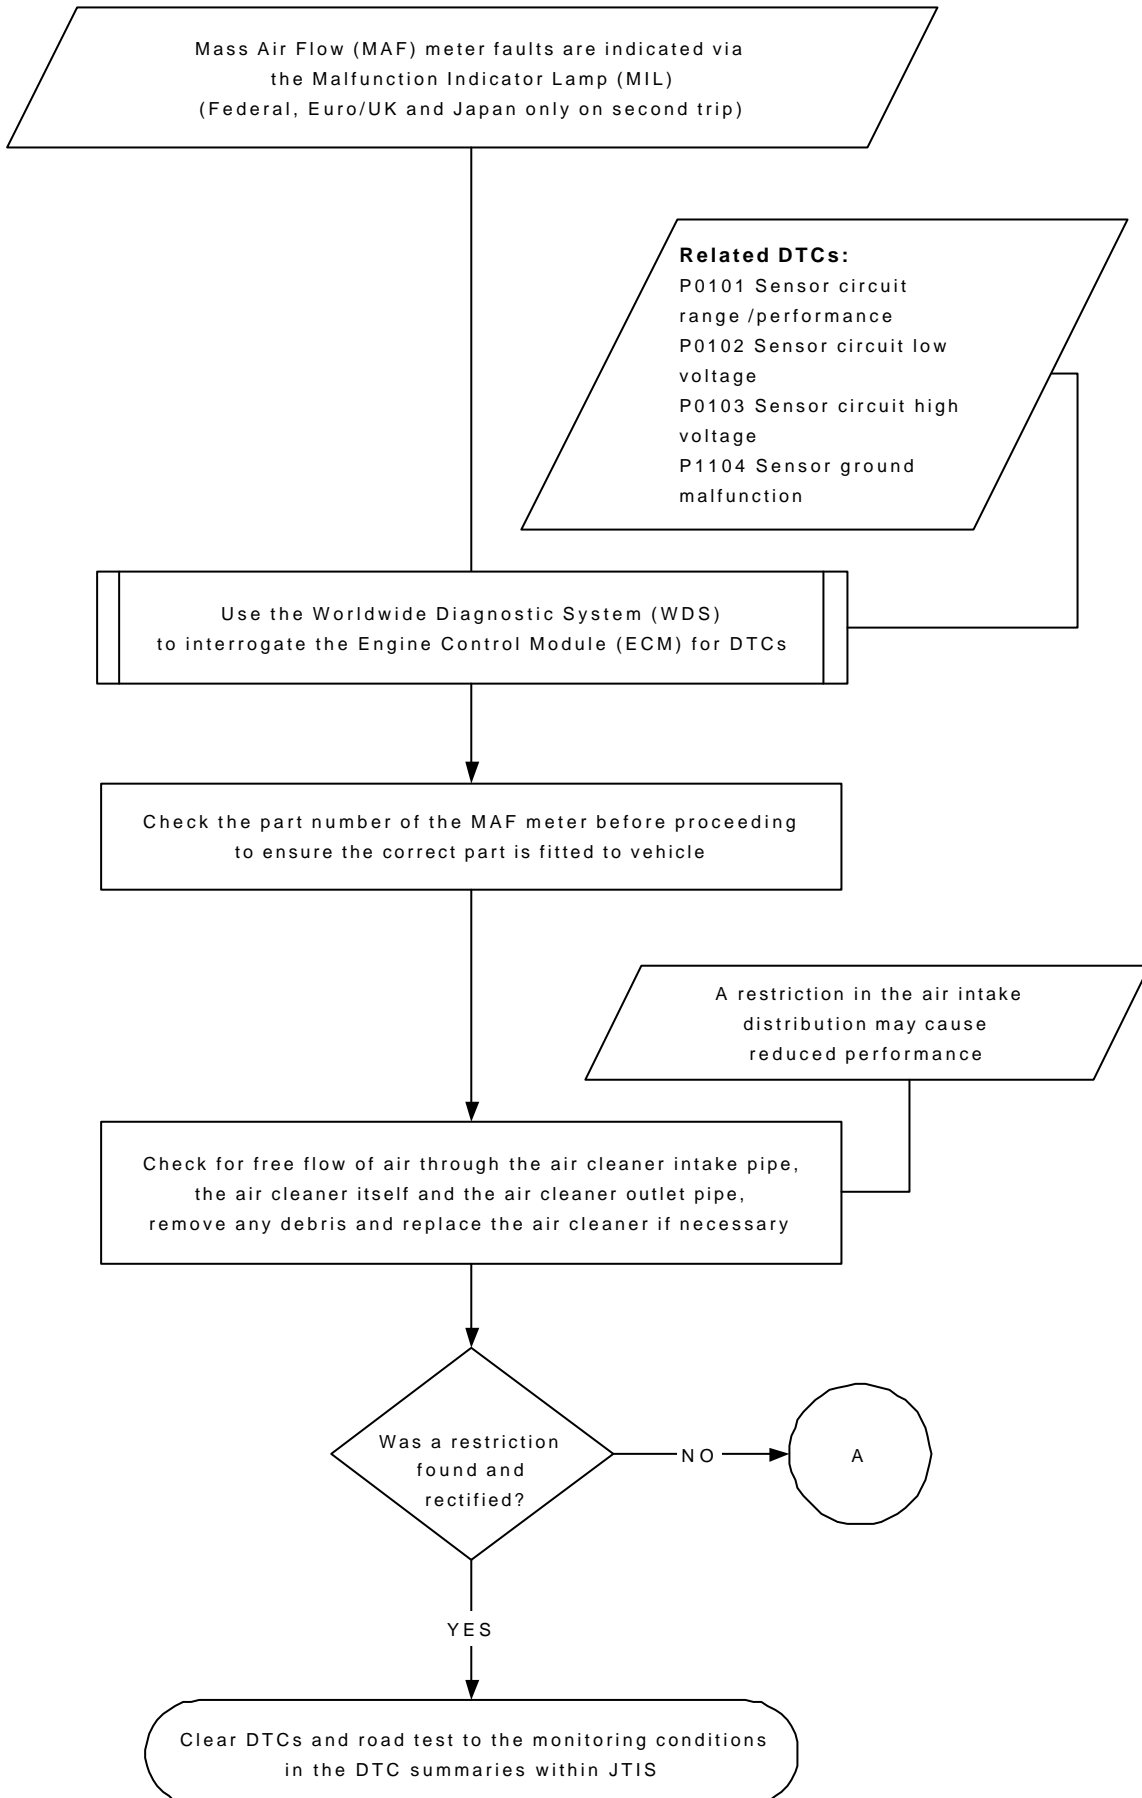 Mass Air Flow (MAF) meter faults are indicated via
the Malfunction Indicator Lamp (MIL)
(Federal, Euro/UK and Japan only on second trip)
Related DTCs:
P0101 Sensor circuit
range /performance
P0102 Sensor circuit low
voltage
P0103 Sensor circuit high
voltage
P1104 Sensor ground
malfunction
Use the Worldwide Diagnostic System (WDS)
to interrogate the Engine Control Module (ECM) for DTCs
Check the part number of the MAF meter before proceeding
to ensure the correct part is fitted to vehicle
A restriction in the air intake
distribution may cause
reduced performance
Check for free flow of air through the air cleaner intake pipe,
the air cleaner itself and the air cleaner outlet pipe,
remove any debris and replace the air cleaner if necessary
Was a restriction
found and
rectified?
NO
A
YES
Clear DTCs and road test to the monitoring conditions
in the DTC summaries within JTIS